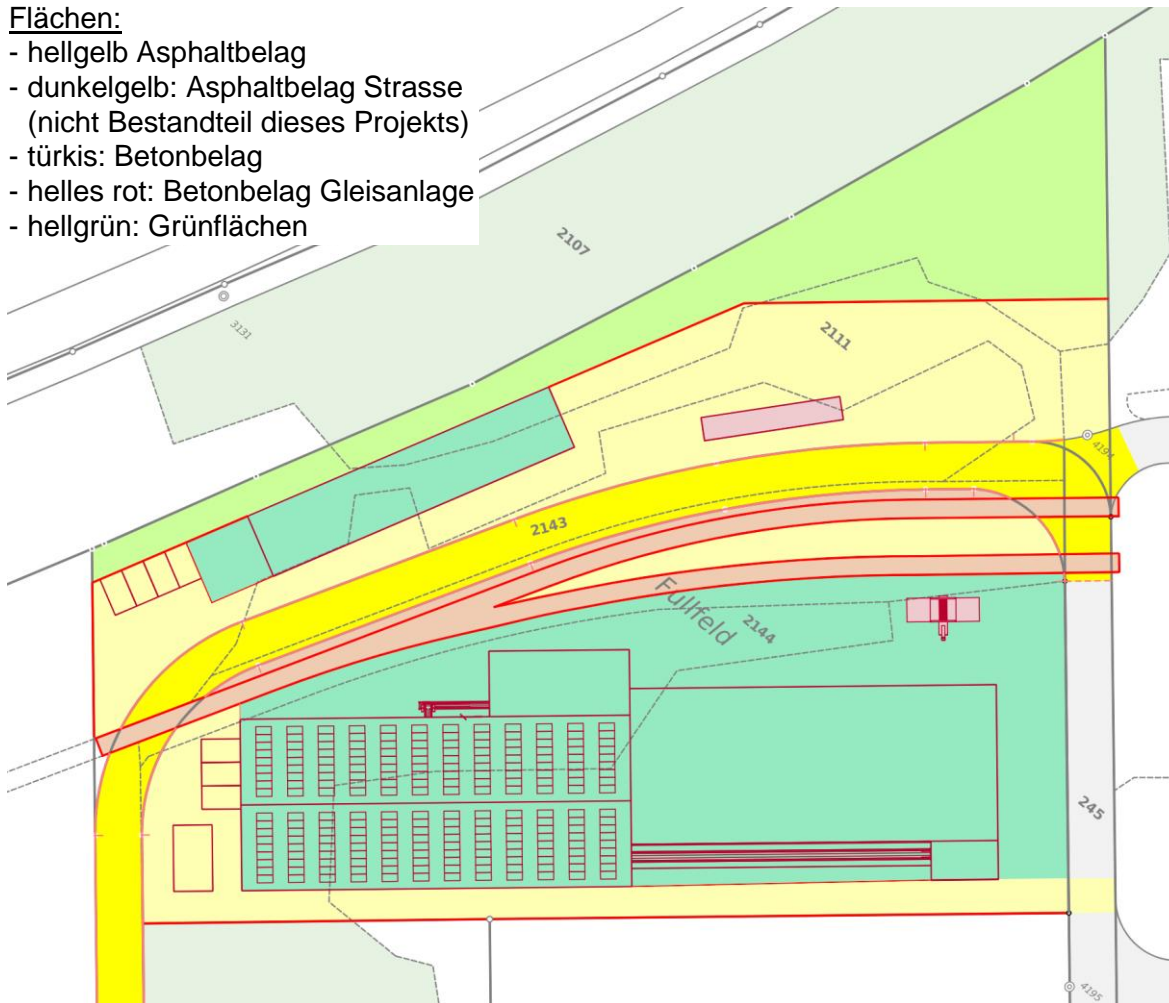 Flächen:
- hellgelb Asphaltbelag
- dunkelgelb: Asphaltbelag Strasse
(nicht Bestandteil dieses Projekts)
- türkis: Betonbelag
- helles rot: Betonbelag Gleisanlage
- hellgrün: Grünflächen
2107
3131
2111
4194
2143
Fullfeld
2144
245
4195